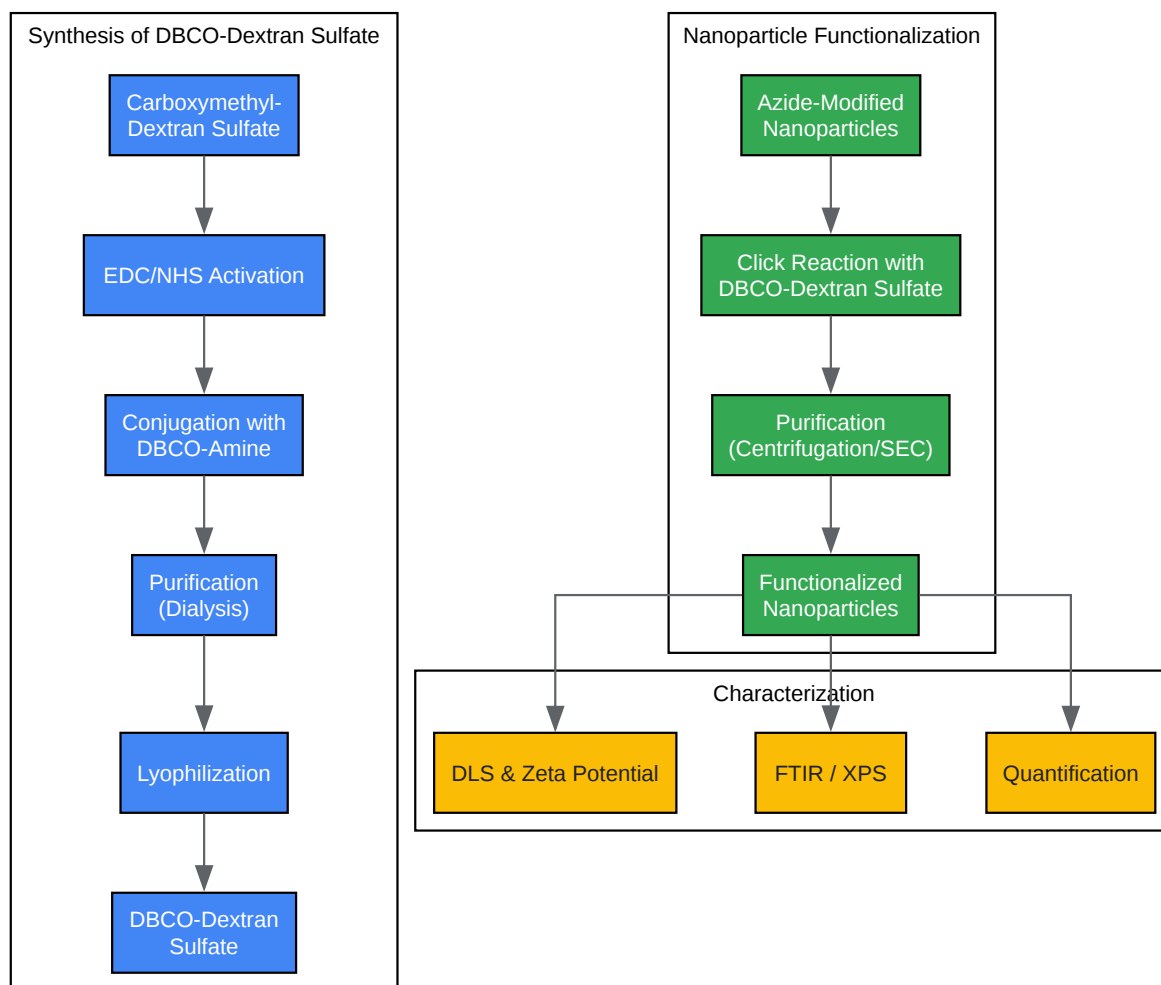 Synthesis of DBCO-Dextran Sulfate
Carboxymethyl-
Dextran Sulfate
EDC/NHS Activation
Conjugation with
DBCO-Amine
Purification
(Dialysis)
Lyophilization
DBCO-Dextran
Sulfate
Nanoparticle Functionalization
Azide-Modified
Nanoparticles
Click Reaction with
DBCO-Dextran Sulfate
Purification
(Centrifugation/SEC)
Functionalized
Nanoparticles
Characterization
DLS & Zeta Potential
FTIR / XPS
Quantification